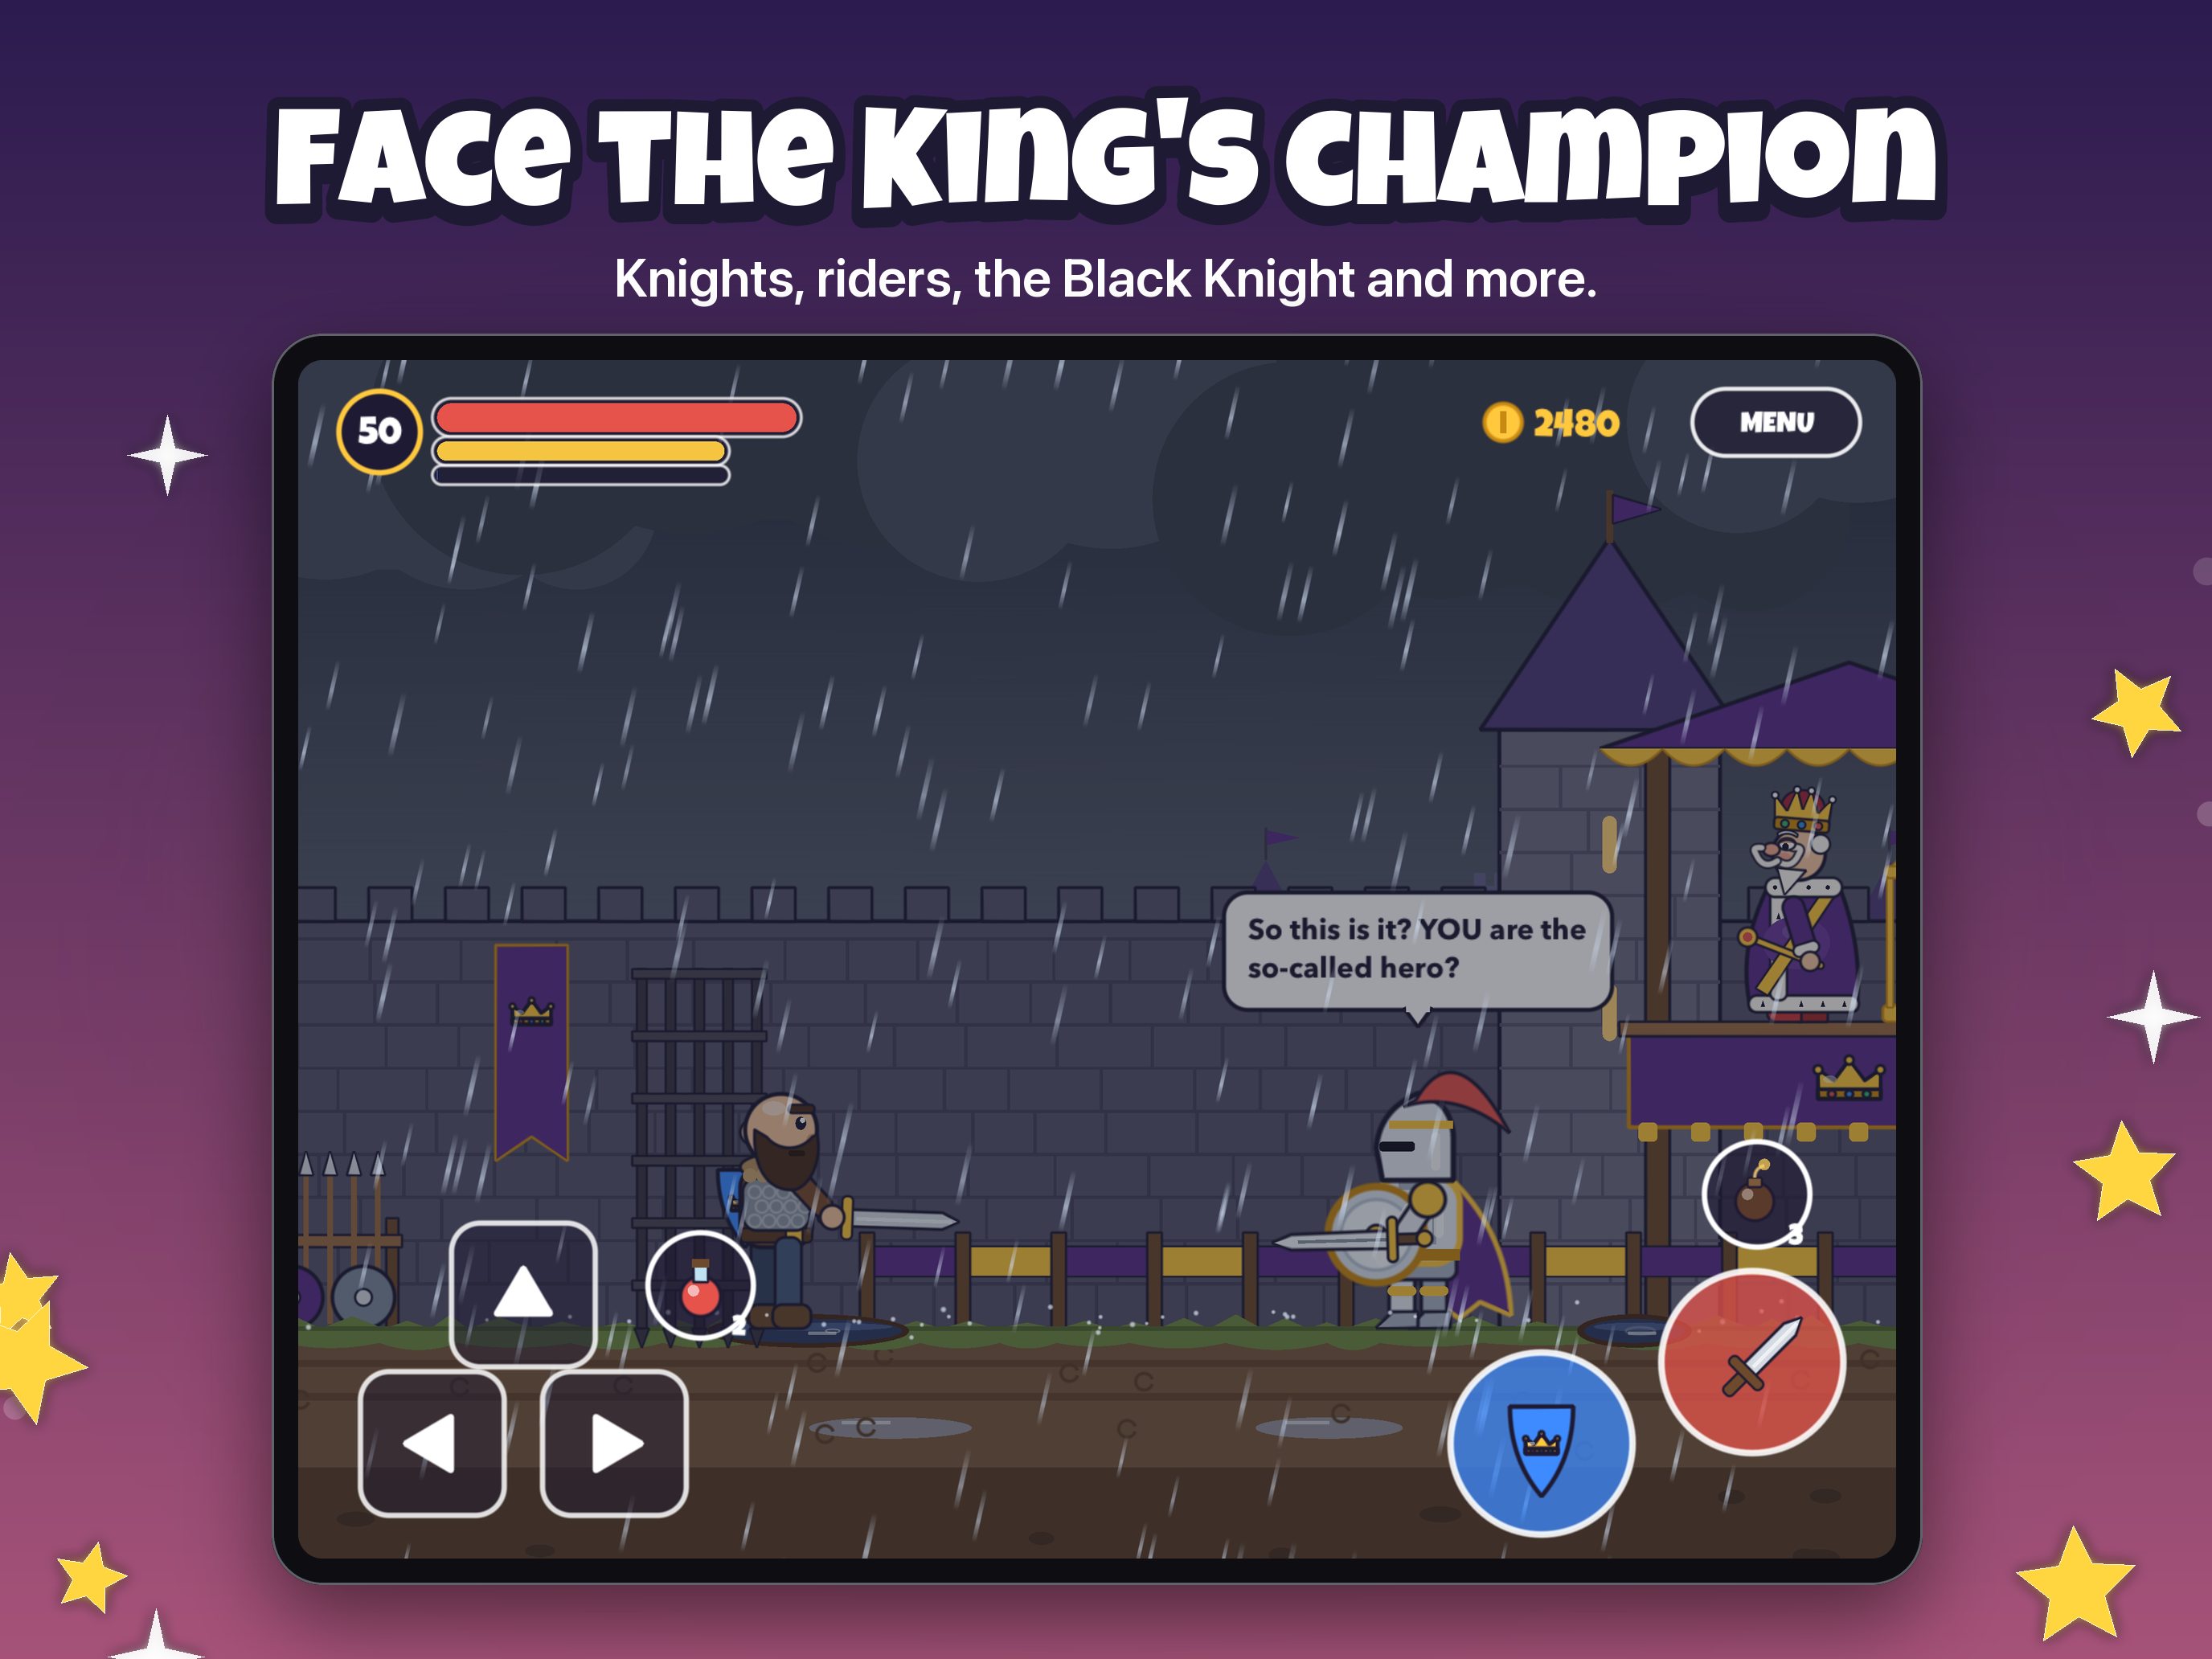 FACE THE KING'S CHAMPION
Knights, riders, the Black Knight and more.
50
2480
MENU
So this is it? YOU are the
so-called hero?
3
2